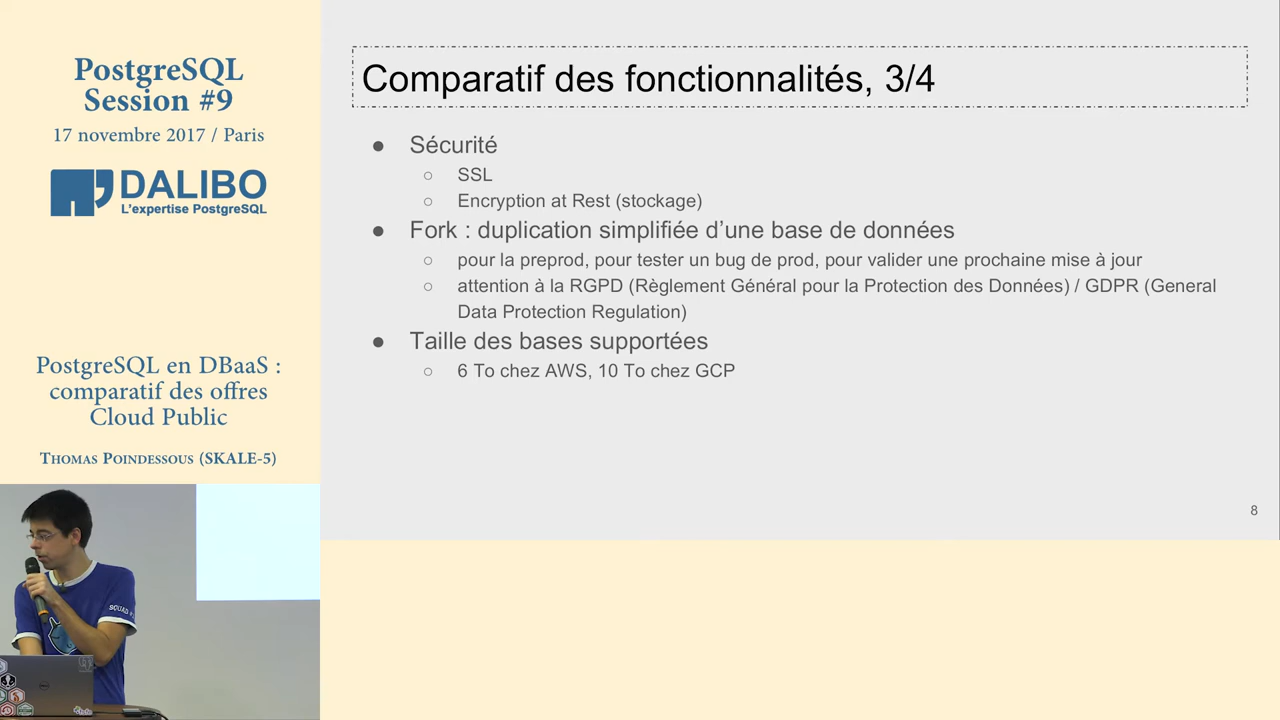 PostgreSQL
Session #9
17 novembre 2017 / Paris
DALIBO
L'expertise PostgreSQL
PostgreSQL en DBaaS :
comparatif des offres
Cloud Public
Thomas Poindessous (SKALE-5)
Comparatif des fonctionnalités, 3/4
● Sécurité
○ SSL
○ Encryption at Rest (stockage)
● Fork : duplication simplifiée d’une base de données
○ pour la preprod, pour tester un bug de prod, pour valider une prochaine mise à jour
○ attention à la RGPD (Règlement Général pour la Protection des Données) / GDPR (General
Data Protection Regulation)
● Taille des bases supportées
○ 6 To chez AWS, 10 To chez GCP
8
SQUAD